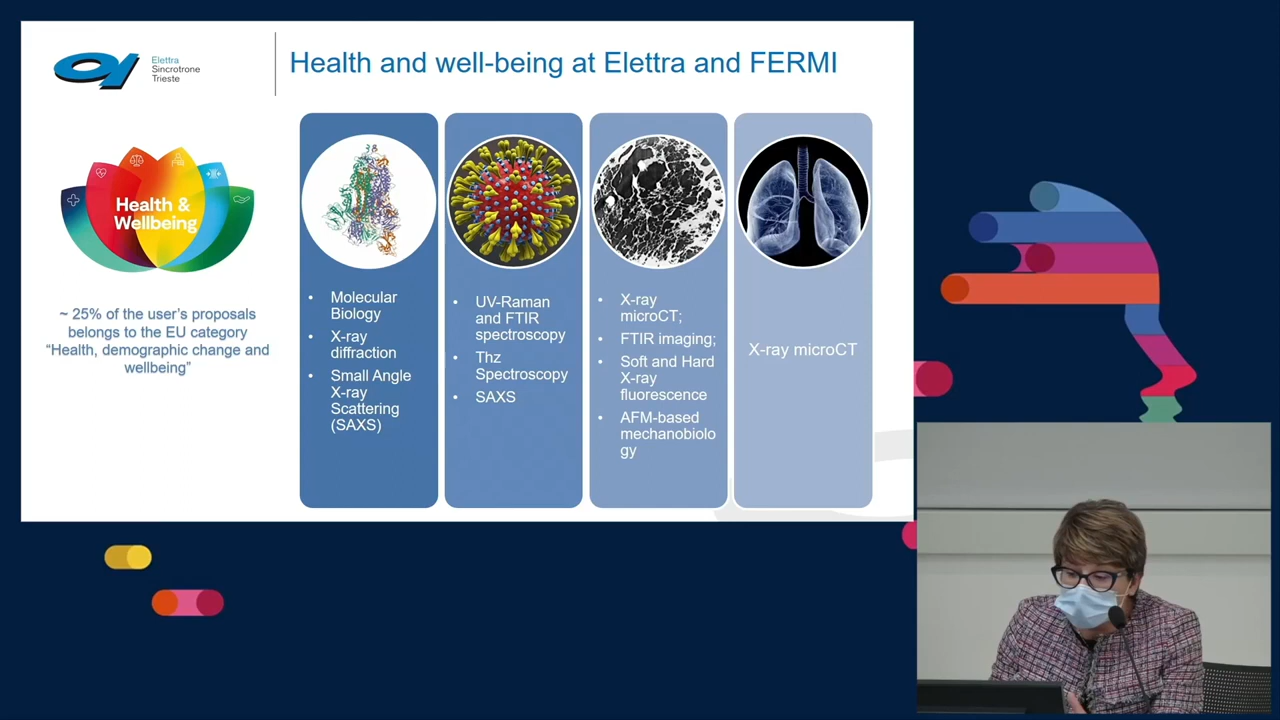 Elettra
Sincrotrone
Trieste
Health and well-being at Elettra and FERMI
Health &
Wellbeing
~ 25% of the user's proposals
belongs to the EU category
“Health, demographic change and
wellbeing”
• Molecular
Biology
• X-ray
diffraction
• Small Angle
X-ray
Scattering
(SAXS)
• UV-Raman
and FTIR
spectroscopy
• Thz
Spectroscopy
• SAXS
• X-ray
microCT;
• FTIR imaging;
• Soft and Hard
X-ray
fluorescence
• AFM-based
mechanobiolo
gy
X-ray microCT